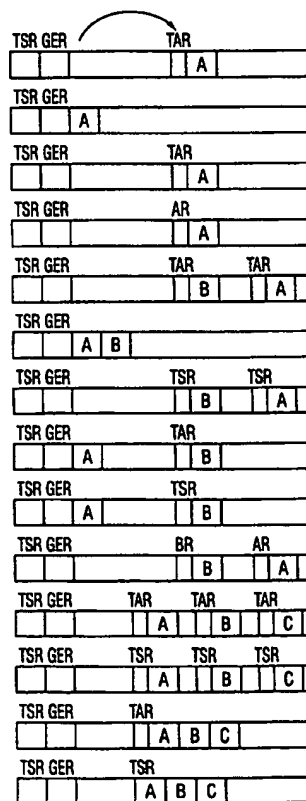 TSR GER TAR
A
TSR GER
A
TSR GER TAR
A
TSR GER AR
A
TSR GER TAR TAR
B A
TSR GER
A B
TSR GER TSR TSR
B A
TSR GER TAR
A B
TSR GER TSR
A B
TSR GER BR AR
B A
TSR GER TAR TAR TAR
A B C
TSR GER TSR TSR TSR
A B C
TSR GER TAR
A B C
TSR GER TSR
A B C